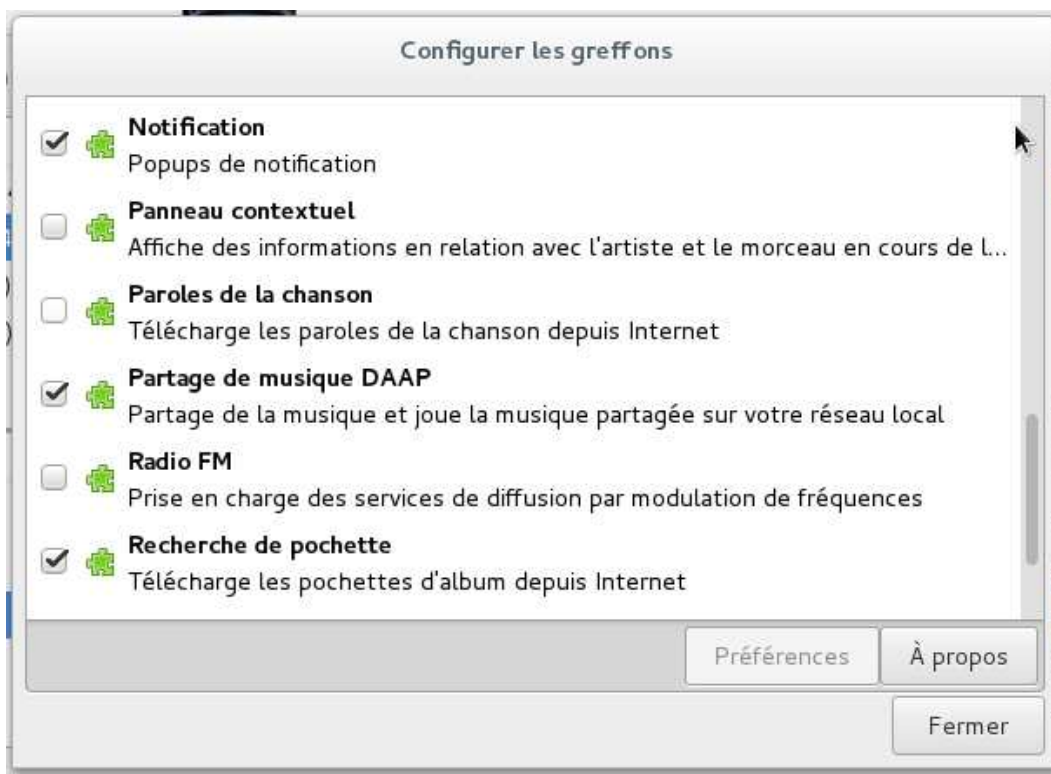 Configurer les greffons
Notification
Popups de notification
Panneau contextuel
Affiche des informations en relation avec l'artiste et le morceau en cours de l...
Paroles de la chanson
Télécharge les paroles de la chanson depuis Internet
Partage de musique DAAP
Partage de la musique et joue la musique partagée sur votre réseau local
Radio FM
Prise en charge des services de diffusion par modulation de fréquences
Recherche de pochette
Télécharge les pochettes d'album depuis Internet
Préférences
À propos
Fermer